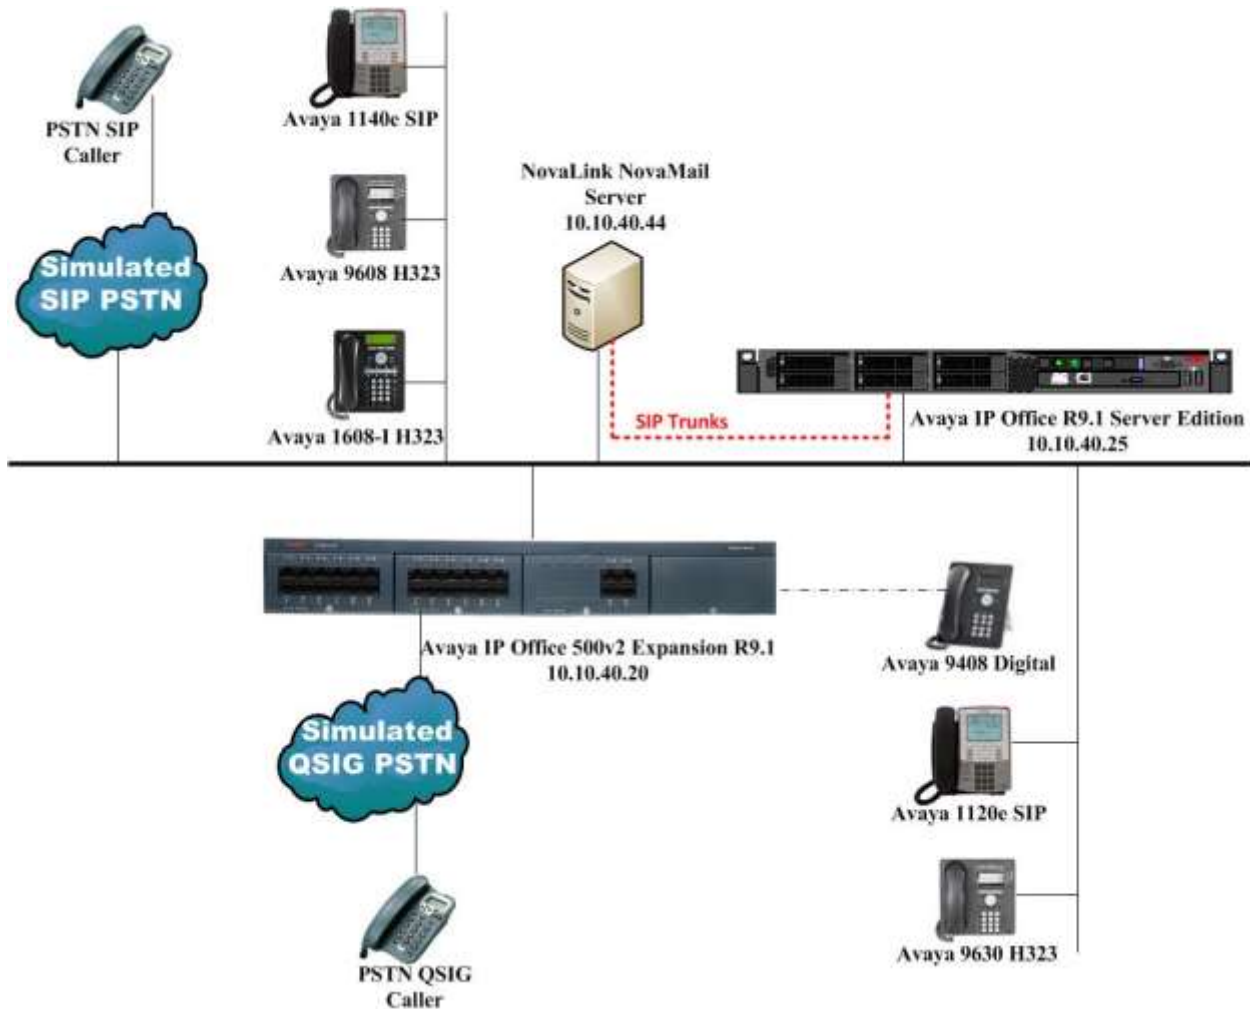 Avaya 1140e SIP
PSTN SIP
Caller
NovaLink NovaMail
Server
10.10.40.44
Simulated
SIP PSTN
Avaya 9608 H323
SIP Trunks
Avaya 1608-I H323
Avaya IP Office R9.1 Server Edition
10.10.40.25
Avaya IP Office 500v2 Expansion R9.1
10.10.40.20
Avaya 9408 Digital
Simulated
QSIG PSTN
Avaya 1120e SIP
Avaya 9630 H323
PSTN QSIG
Caller